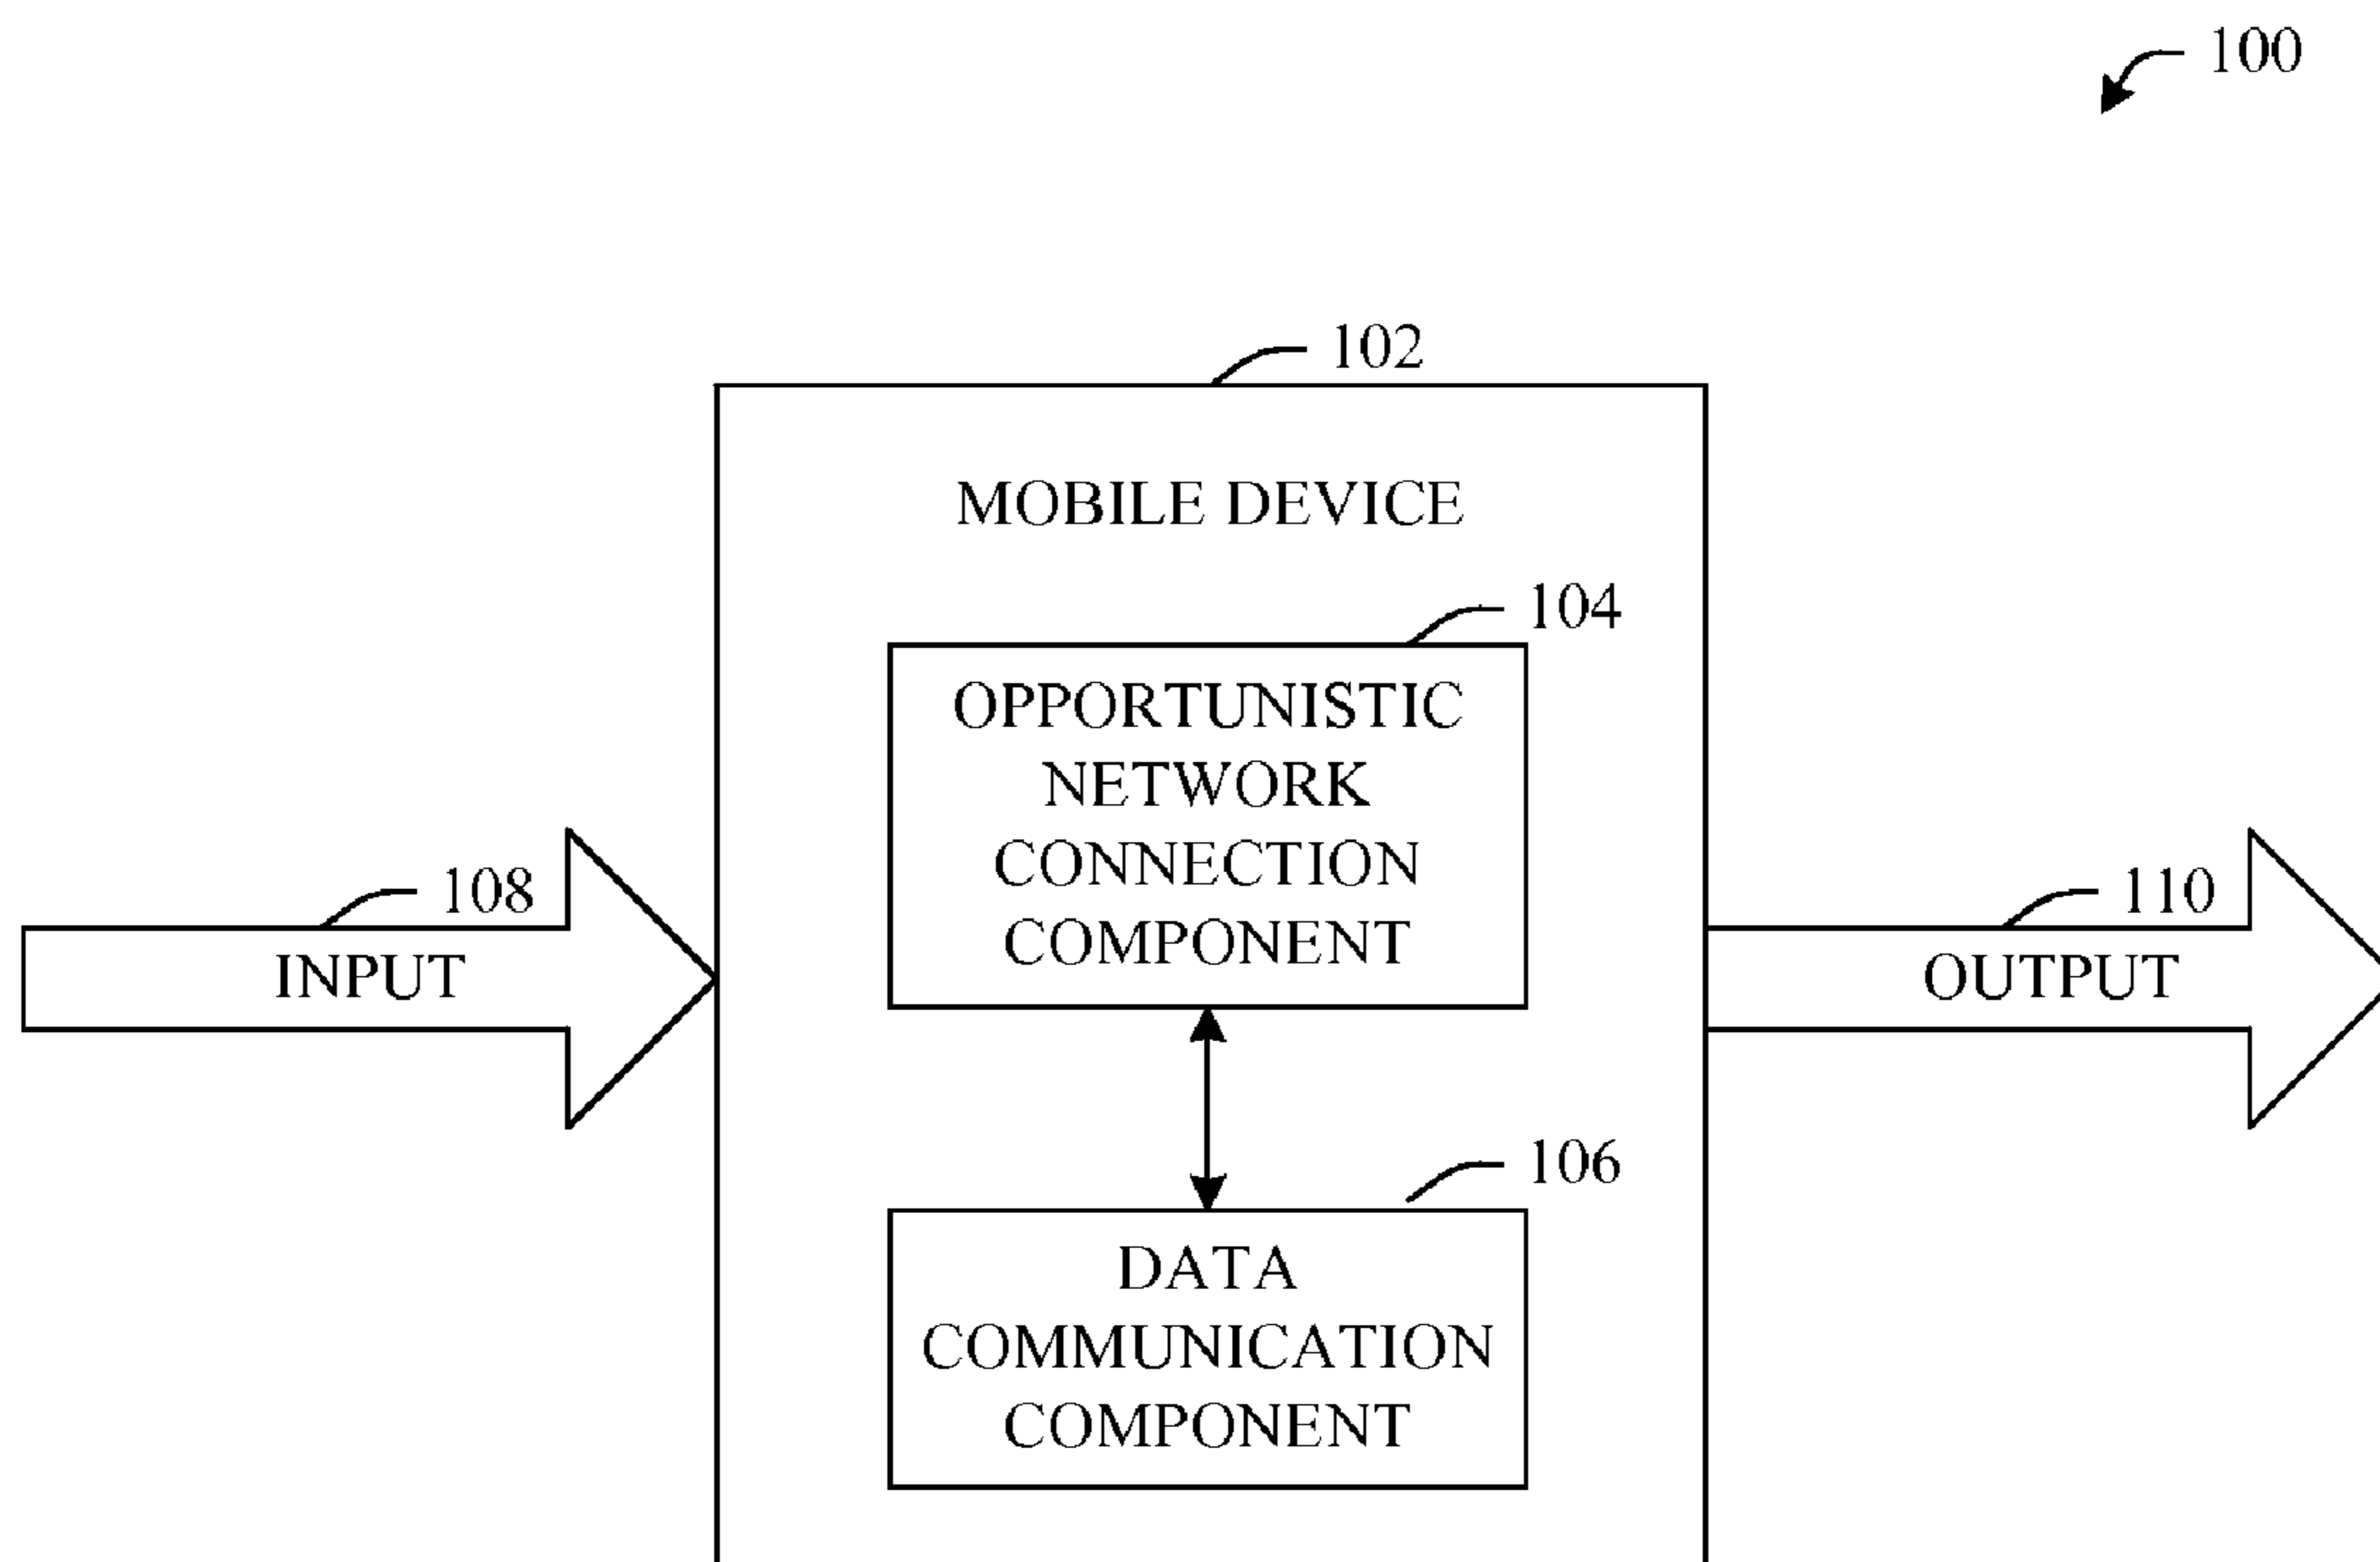 100
102
MOBILE DEVICE
104
OPPORTUNISTIC
NETWORK
CONNECTION
COMPONENT
108
INPUT
110
OUTPUT
106
DATA
COMMUNICATION
COMPONENT